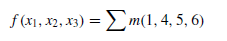 f(x₁, x₂, x₃) = ∑ m(1, 4, 5, 6)